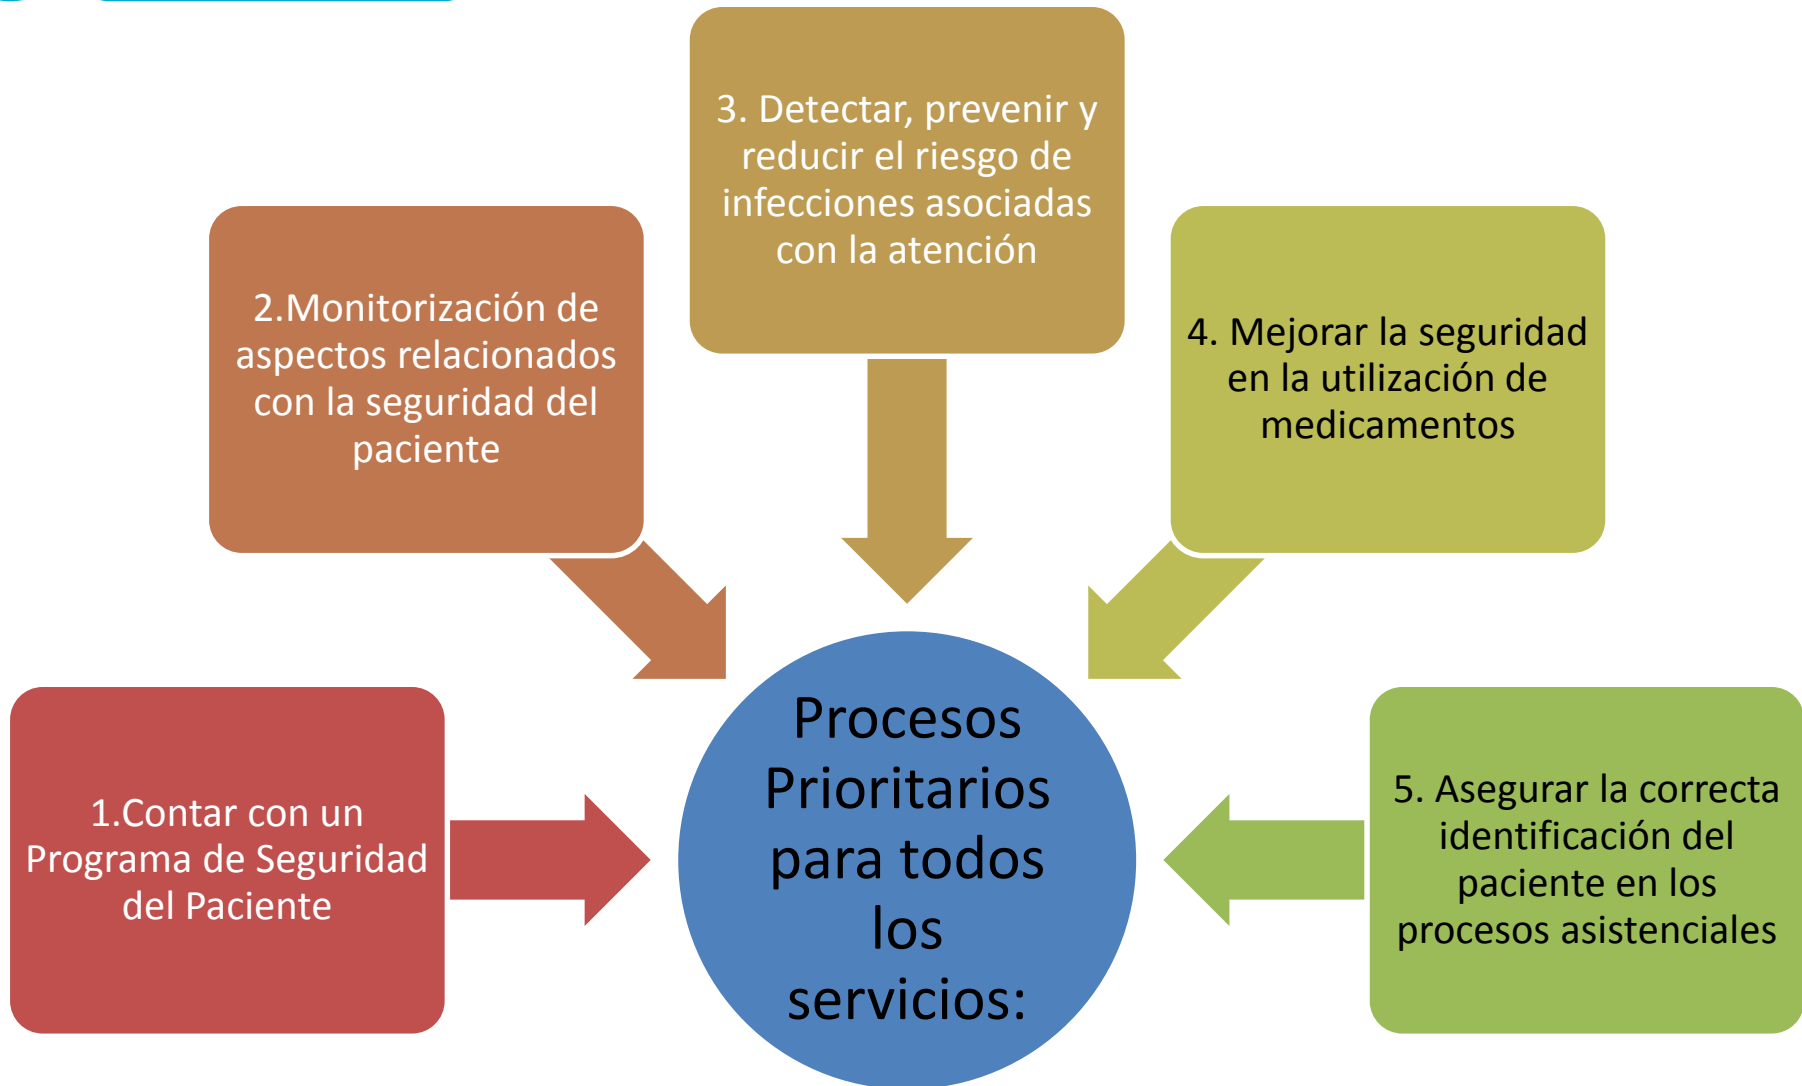 3. Detectar, prevenir y
reducir el riesgo de
infecciones asociadas
con la atención
2.Monitorización de
aspectos relacionados
con la seguridad del
paciente
4. Mejorar la seguridad
en la utilización de
medicamentos
1.Contar con un
Programa de Seguridad
del Paciente
Procesos
Prioritarios
para todos
los
servicios:
5. Asegurar la correcta
identificación del
paciente en los
procesos asistenciales